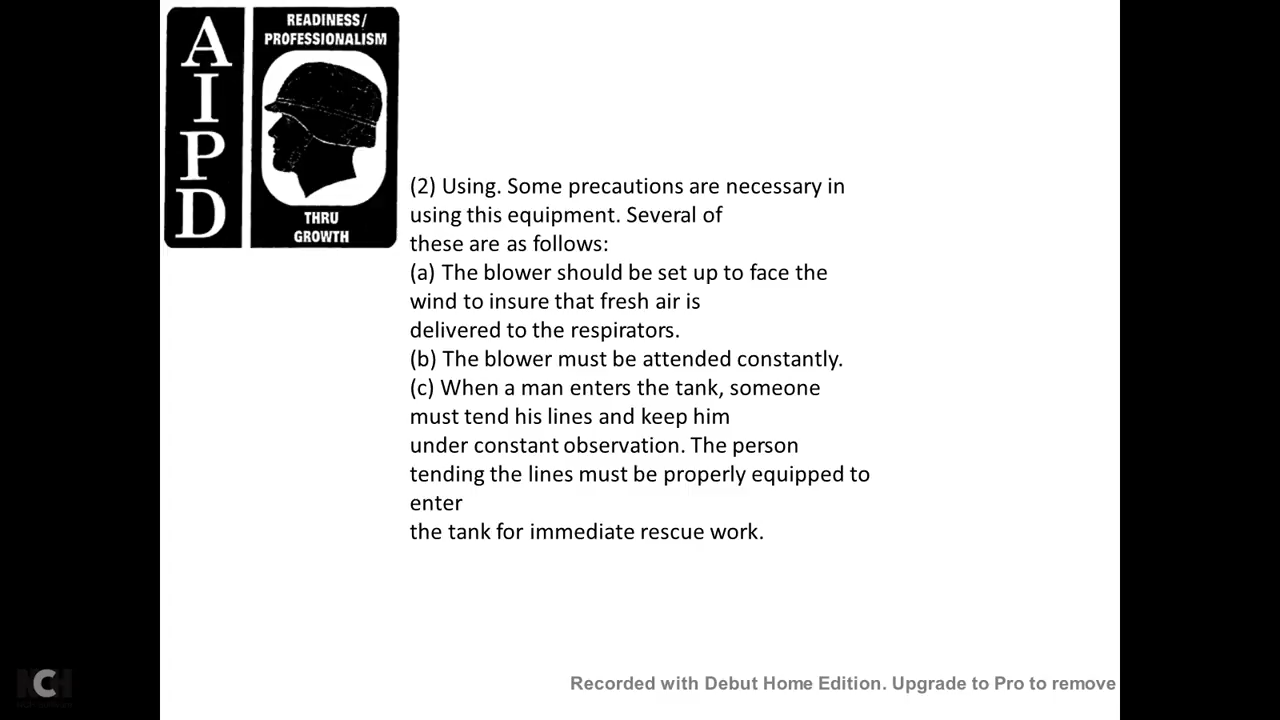 A
I
P
D
READINESS/
PROFESSIONALISM
THRU
GROWTH
(2) Using. Some precautions are necessary in
using this equipment. Several of
these are as follows:
(a) The blower should be set up to face the
wind to insure that fresh air is
delivered to the respirators.
(b) The blower must be attended constantly.
(c) When a man enters the tank, someone
must tend his lines and keep him
under constant observation. The person
tending the lines must be properly equipped to
enter
the tank for immediate rescue work.
NCH
Recorded with Debut Home Edition. Upgrade to Pro to remove